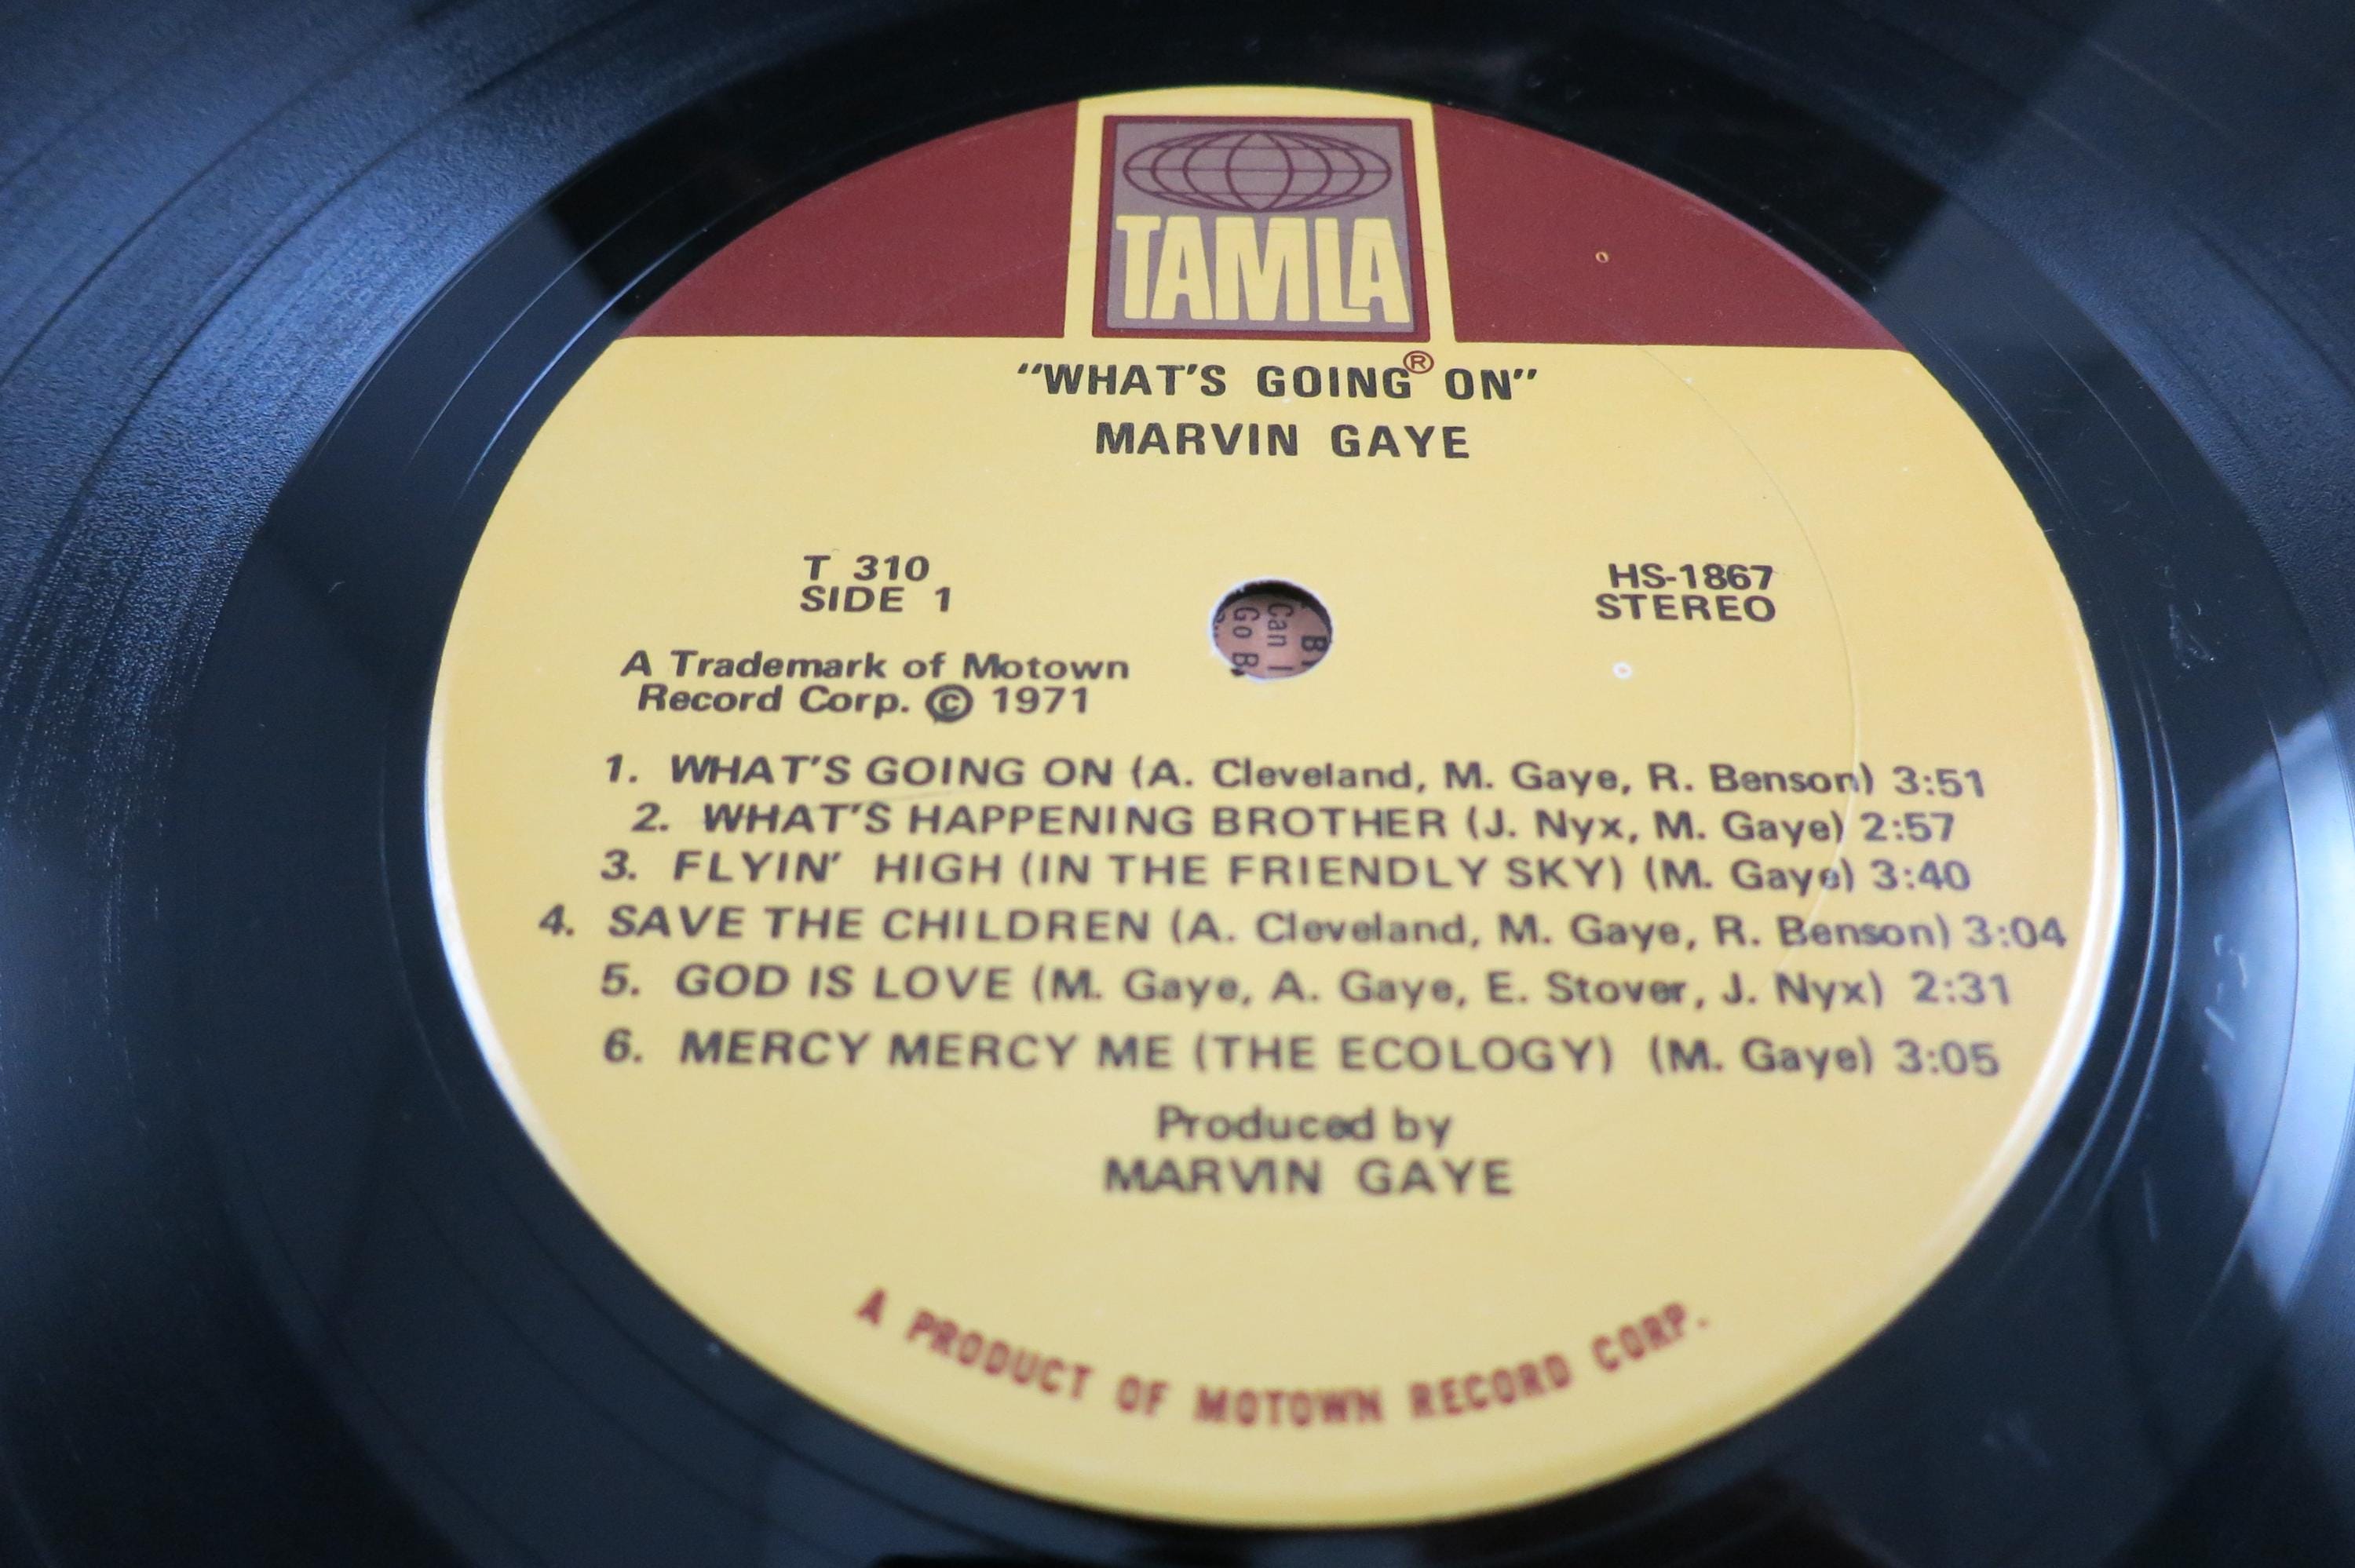 TAMLA
®
"WHAT'S GOING ON"
MARVIN GAYE
T 310
SIDE 1
HS-1867
STEREO
Can I
Go B
A Trademark of Motown
Record Corp. © 1971
1. WHAT'S GOING ON (A. Cleveland, M. Gaye, R. Benson) 3:51
2. WHAT'S HAPPENING BROTHER (J. Nyx, M. Gaye) 2:57
3. FLYIN' HIGH (IN THE FRIENDLY SKY) (M. Gaye) 3:40
4. SAVE THE CHILDREN (A. Cleveland, M. Gaye, R. Benson) 3:04
5. GOD IS LOVE (M. Gaye, A. Gaye, E. Stover, J. Nyx) 2:31
6. MERCY MERCY ME (THE ECOLOGY) (M. Gaye) 3:05
Produced by
MARVIN GAYE
A PRODUCT OF MOTOWN RECORD CORP.